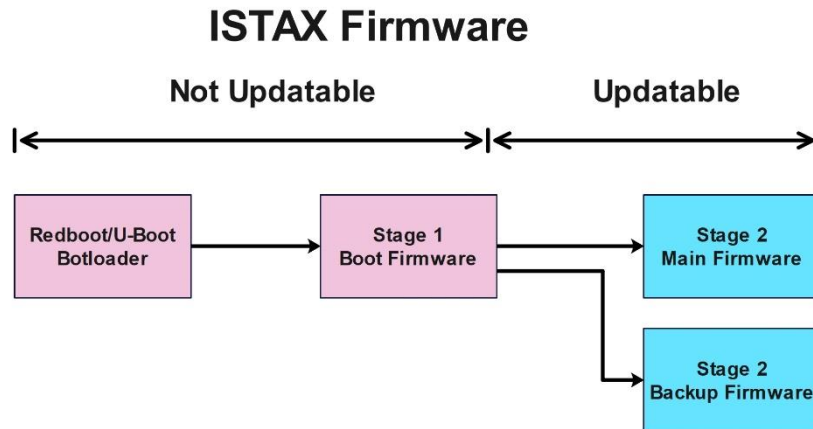 ISTAX Firmware
Not Updatable
Updatable
Redboot/U-Boot
Botloader
Stage 1
Boot Firmware
Stage 2
Main Firmware
Stage 2
Backup Firmware